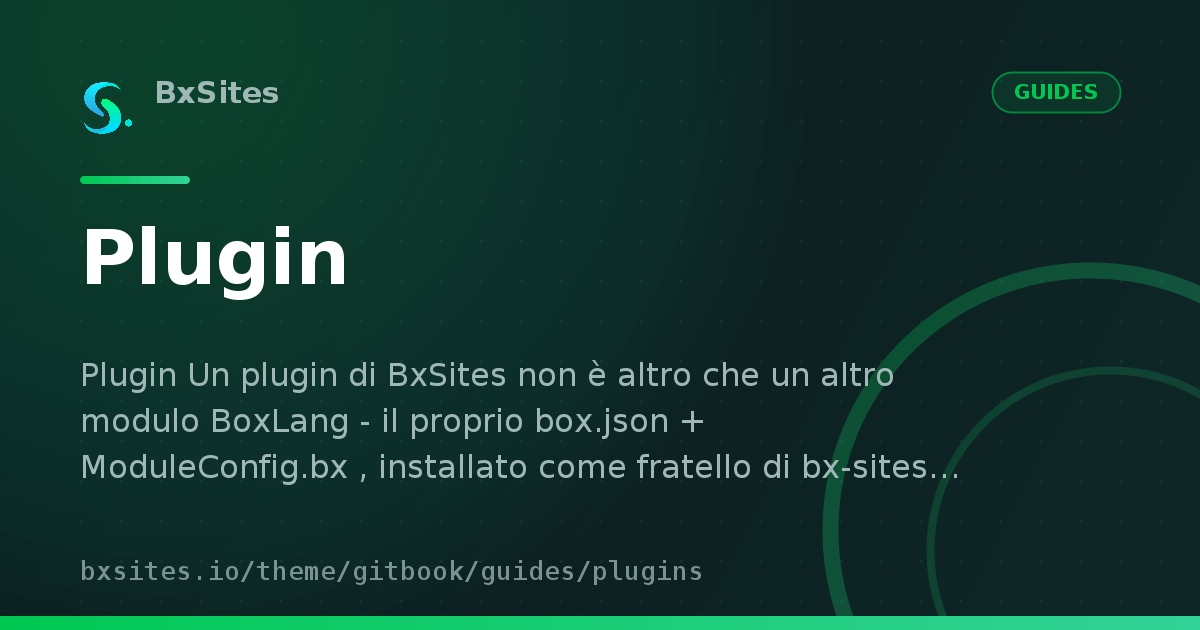 BxSites
GUIDES
Plugin
Plugin Un plugin di BxSites non è altro che un altro
modulo BoxLang - il proprio box.json +
ModuleConfig.bx , installato come fratello di bx-sites…
bxsites.io/theme/gitbook/guides/plugins